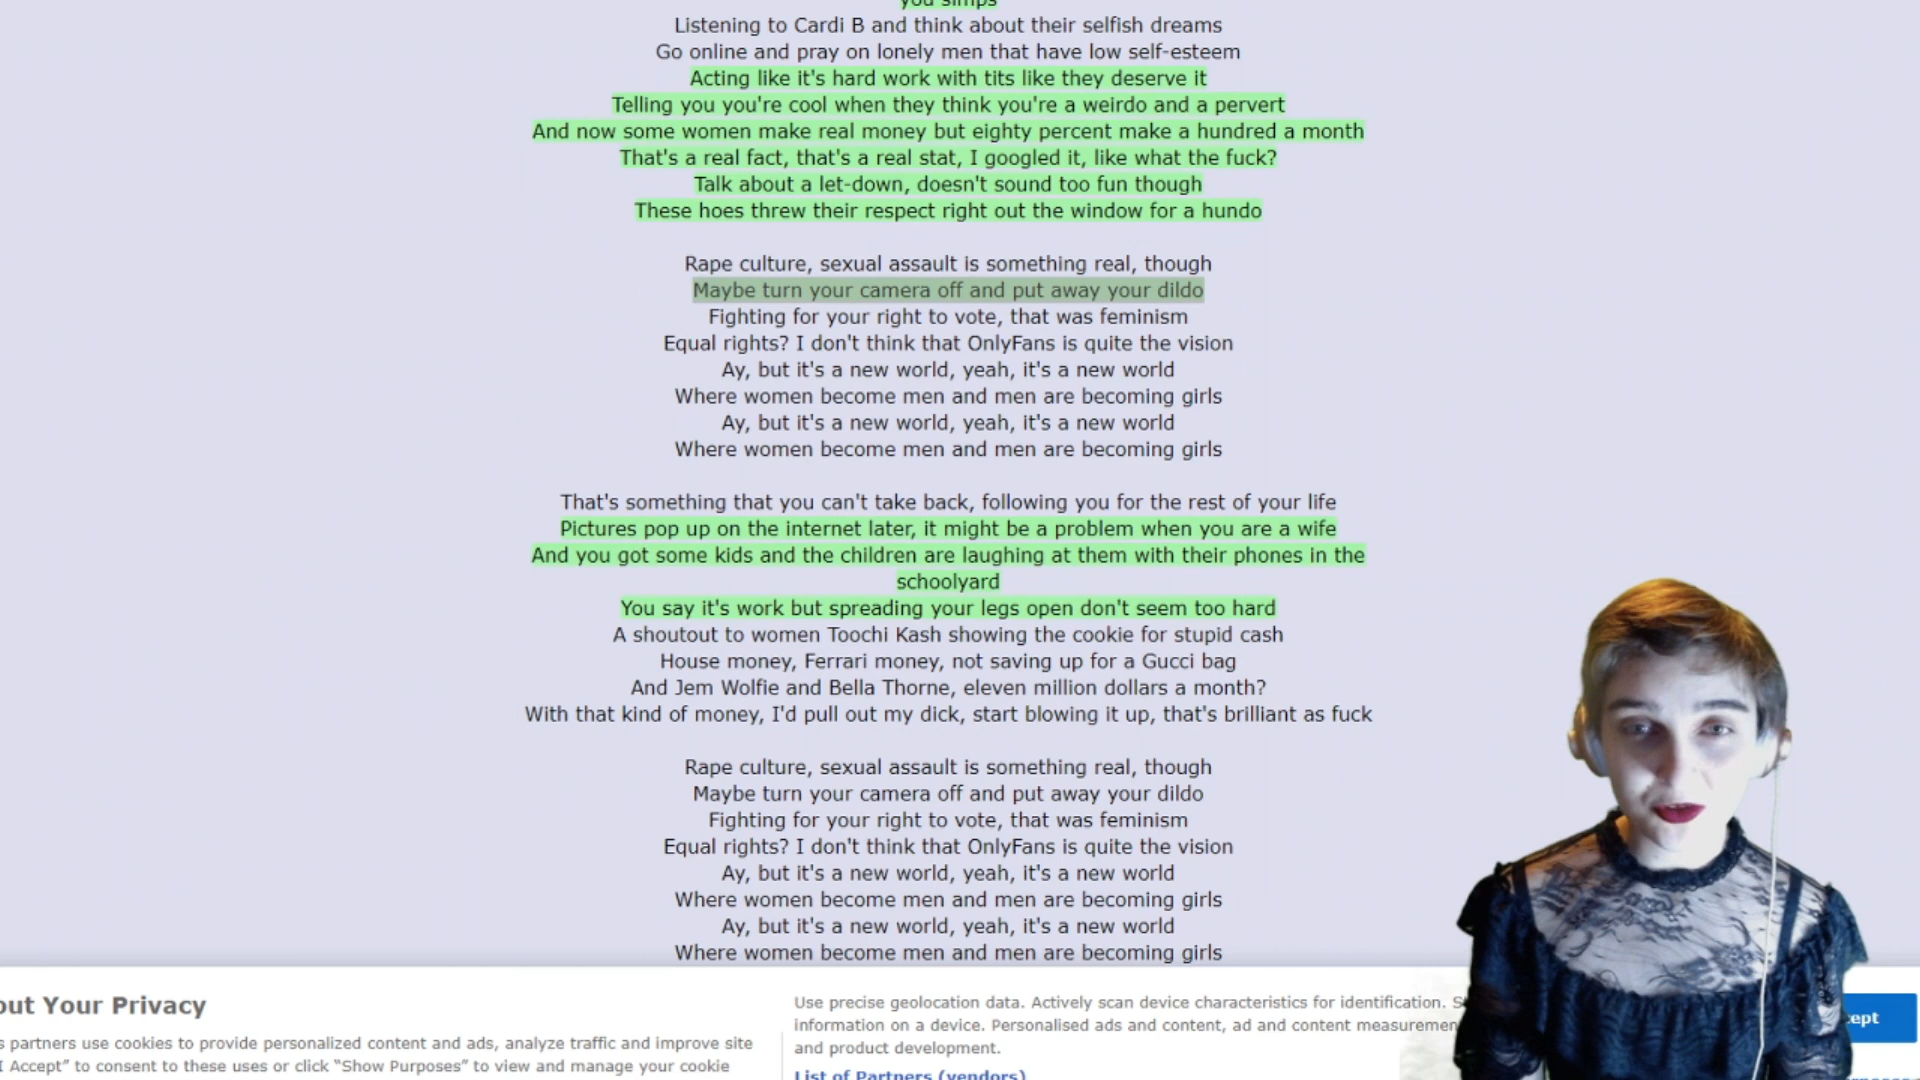 you simps
Listening to Cardi B and think about their selfish dreams
Go online and pray on lonely men that have low self-esteem
Acting like it's hard work with tits like they deserve it
Telling you you're cool when they think you're a weirdo and a pervert
And now some women make real money but eighty percent make a hundred a month
That's a real fact, that's a real stat, I googled it, like what the fuck?
Talk about a let-down, doesn't sound too fun though
These hoes threw their respect right out the window for a hundo
Rape culture, sexual assault is something real, though
Maybe turn your camera off and put away your dildo
Fighting for your right to vote, that was feminism
Equal rights? I don't think that OnlyFans is quite the vision
Ay, but it's a new world, yeah, it's a new world
Where women become men and men are becoming girls
Ay, but it's a new world, yeah, it's a new world
Where women become men and men are becoming girls
That's something that you can't take back, following you for the rest of your life
Pictures pop up on the internet later, it might be a problem when you are a wife
And you got some kids and the children are laughing at them with their phones in the
schoolyard
You say it's work but spreading your legs open don't seem too hard
A shoutout to women Toochi Kash showing the cookie for stupid cash
House money, Ferrari money, not saving up for a Gucci bag
And Jem Wolfie and Bella Thorne, eleven million dollars a month?
With that kind of money, I'd pull out my dick, start blowing it up, that's brilliant as fuck
Rape culture, sexual assault is something real, though
Maybe turn your camera off and put away your dildo
Fighting for your right to vote, that was feminism
Equal rights? I don't think that OnlyFans is quite the vision
Ay, but it's a new world, yeah, it's a new world
Where women become men and men are becoming girls
Ay, but it's a new world, yeah, it's a new world
Where women become men and men are becoming girls
out Your Privacy
s partners use cookies to provide personalized content and ads, analyze traffic and improve site
I Accept” to consent to these uses or click “Show Purposes” to view and manage your cookie
Use precise geolocation data. Actively scan device characteristics for identification. S
information on a device. Personalised ads and content, ad and content measuremen
and product development.
List of Partners (vendors)
cept